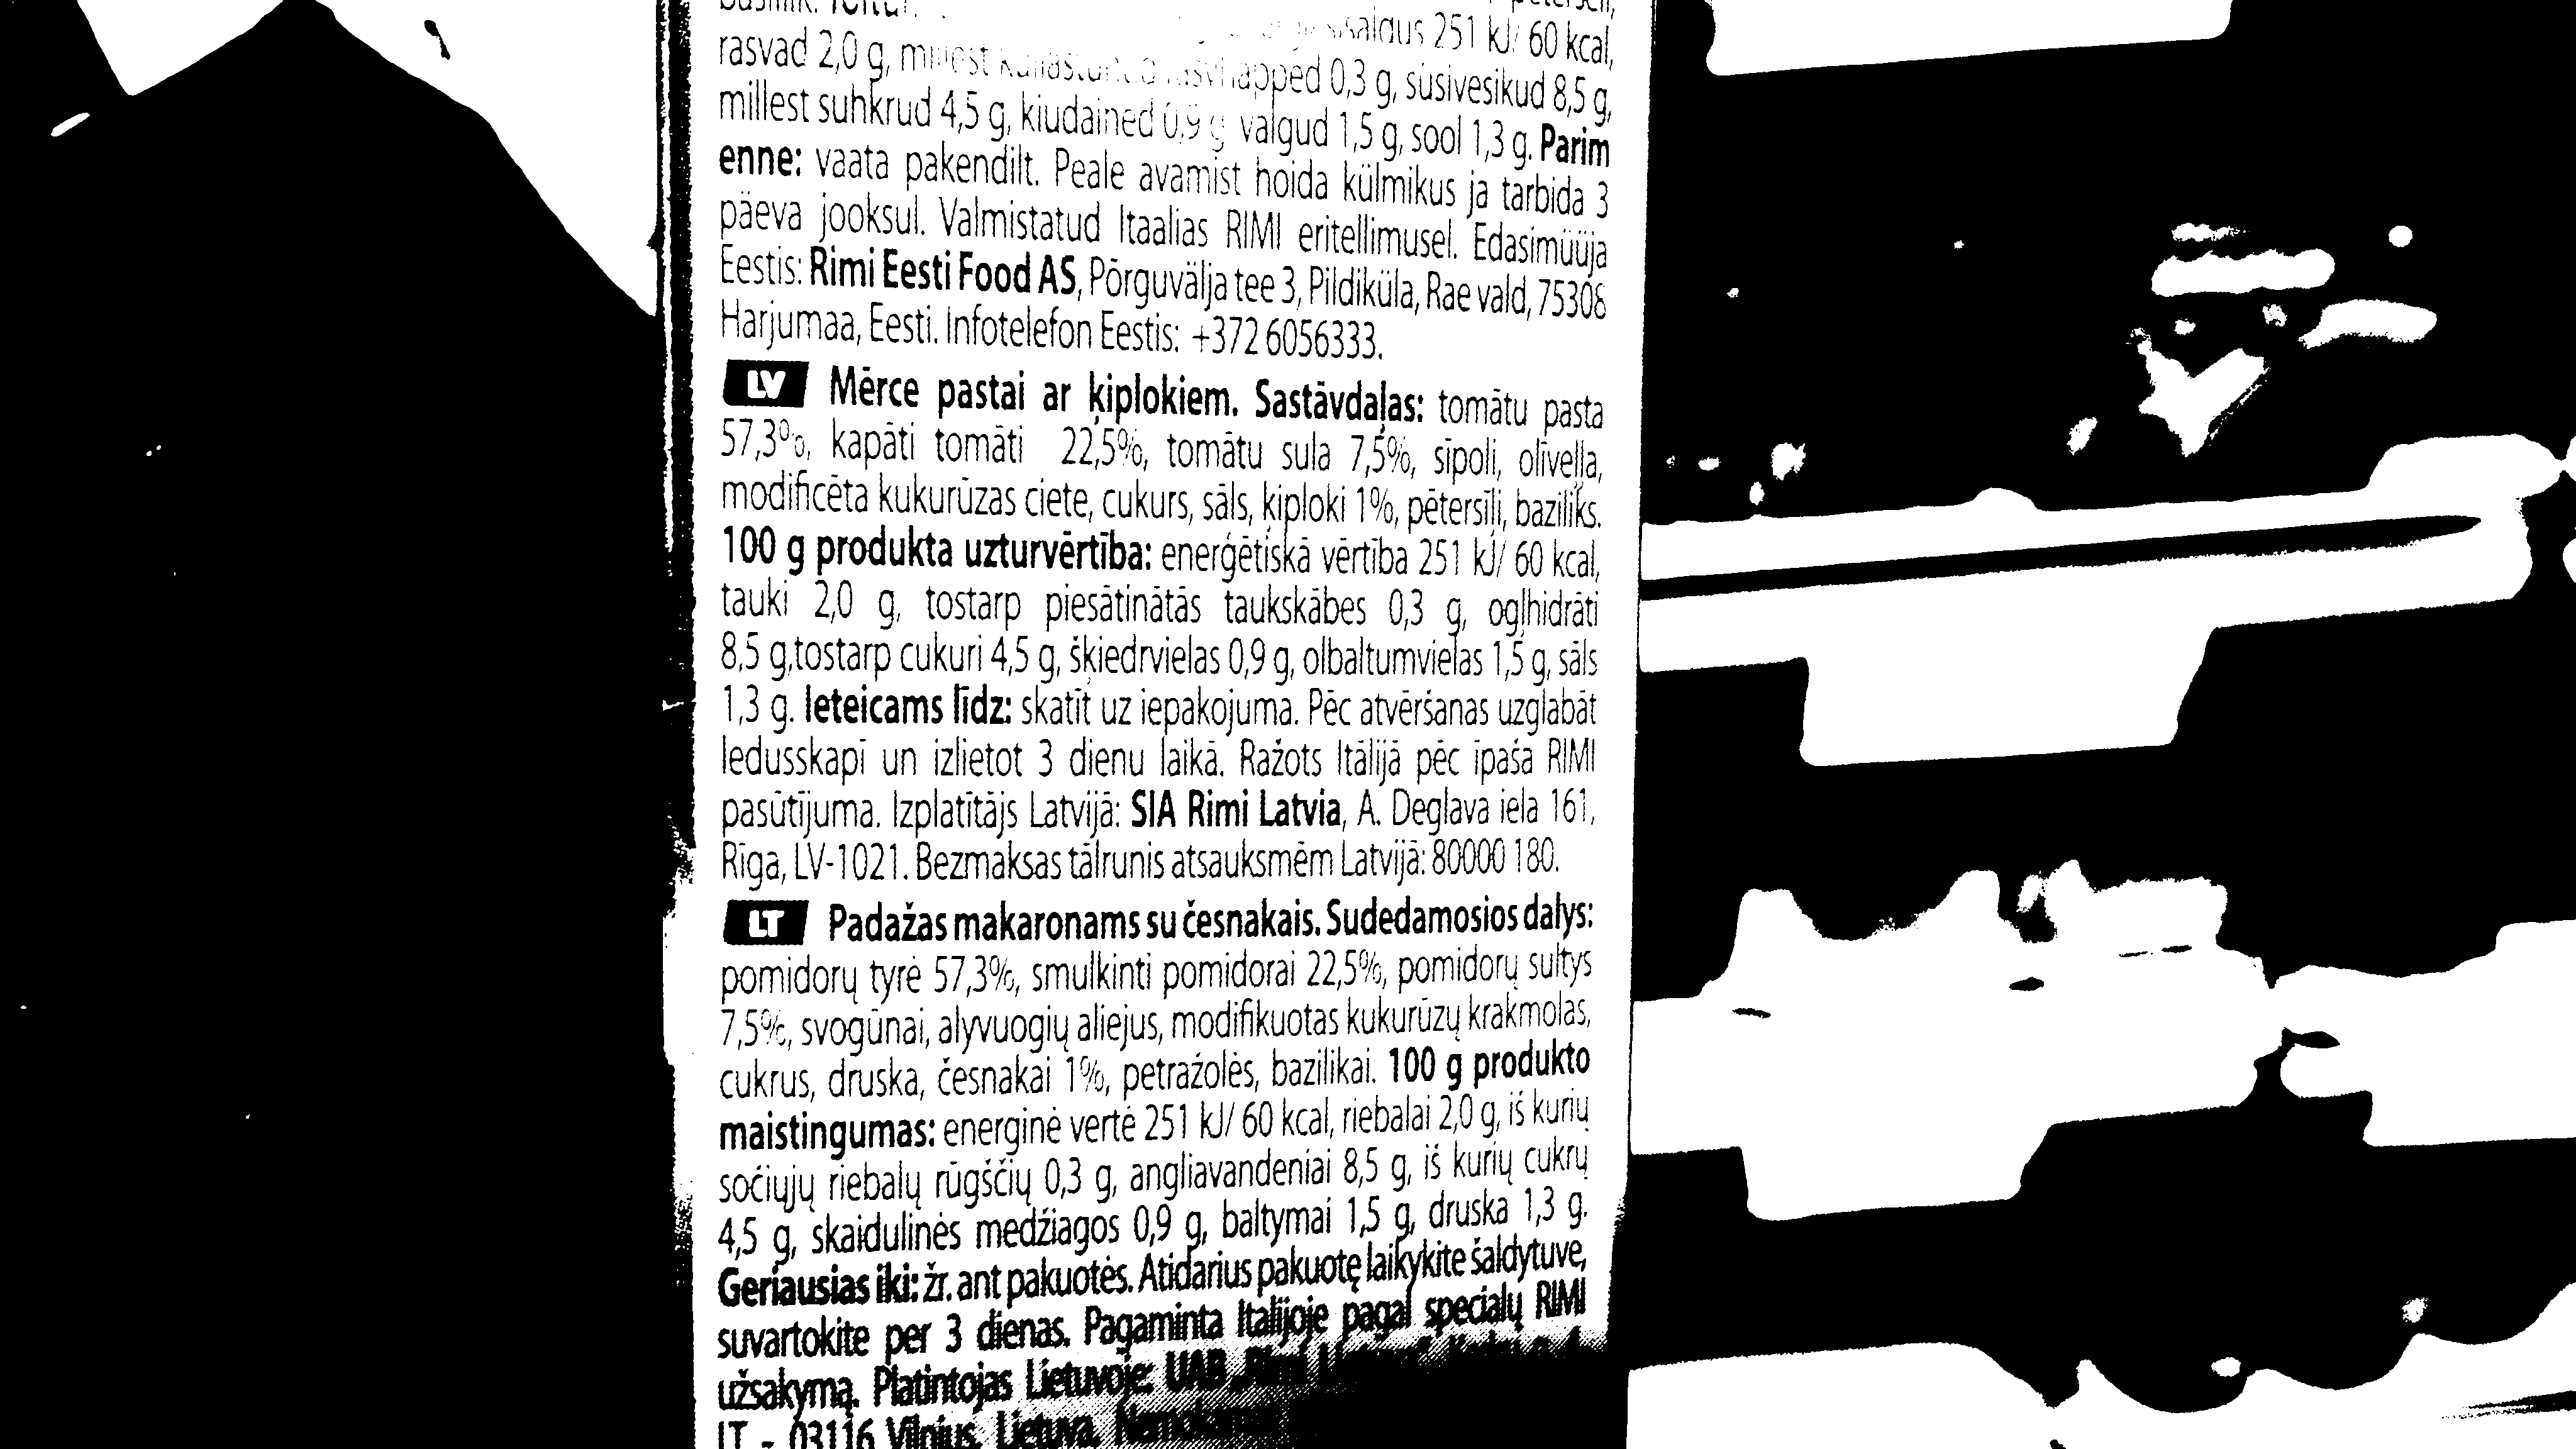 251 kJ/ 60 kcal,
rasvad 2,0 g, millest 0,3 g, süsivesikud 8,5 g,
millest suhkrud 4,5 g, kiudained 0,9 g valgud 1,5 g, sool 1,3 g. Parim
enne: vaata pakendilt. Peale avamist hoida külmikus ja tarbida 3
päeva jooksul. Valmistatud Itaalias RIMI eritellimusel. Edasimüüja
Eestis: Rimi Eesti Food AS, Põrguvälja tee 3, Pildiküla, Rae vald, 75308
Harjumaa, Eesti. Infotelefon Eestis: +372 6056333.
LV Mērce pastai ar ķiplokiem. Sastāvdaļas: tomātu pasta
57,3%, kapāti tomāti 22,5%, tomātu sula 7,5%, sīpoli, olīveļļa,
modificēta kukurūzas ciete, cukurs, sāls, ķiploki 1%, pētersīļi, baziliks.
100 g produkta uzturvērtība: enerģētiskā vērtība 251 kJ/ 60 kcal,
tauki 2,0 g, tostarp piesātinātās taukskābes 0,3 g, ogļhidrāti
8,5 g,tostarp cukuri 4,5 g, šķiedrvielas 0,9 g, olbaltumvielas 1,5 g, sāls
1,3 g. Ieteicams līdz: skatīt uz iepakojuma. Pēc atvēršanas uzglabāt
ledusskapī un izlietot 3 dienu laikā. Ražots Itālijā pēc īpaša RIMI
pasūtījuma. Izplatītājs Latvijā: SIA Rimi Latvia, A. Deglava iela 161,
Rīga, LV-1021. Bezmaksas tālrunis atsauksmēm Latvijā: 80000 180.
LT Padažas makaronams su česnakais. Sudedamosios dalys:
pomidorų tyrė 57,3%, smulkinti pomidorai 22,5%, pomidorų sultys
7,5%, svogūnai, alyvuogių aliejus, modifikuotas kukurūzų krakmolas,
cukrus, druska, česnakai 1%, petražolės, bazilikai. 100 g produkto
maistingumas: energinė vertė 251 kJ/ 60 kcal, riebalai 2,0 g, iš kurių
sočiųjų riebalų rūgščių 0,3 g, angliavandeniai 8,5 g, iš kurių cukrų
4,5 g, skaidulinės medžiagos 0,9 g, baltymai 1,5 g, druska 1,3 g.
Geriausias iki: žr. ant pakuotės. Atidarius pakuotę laikykite šaldytuve,
suvartokite per 3 dienas. Pagaminta Italijoje pagal specialų RIMI
užsakymą. Platintojas Lietuvoje: UAB
LT - 03116 Vilnius, Lietuva.